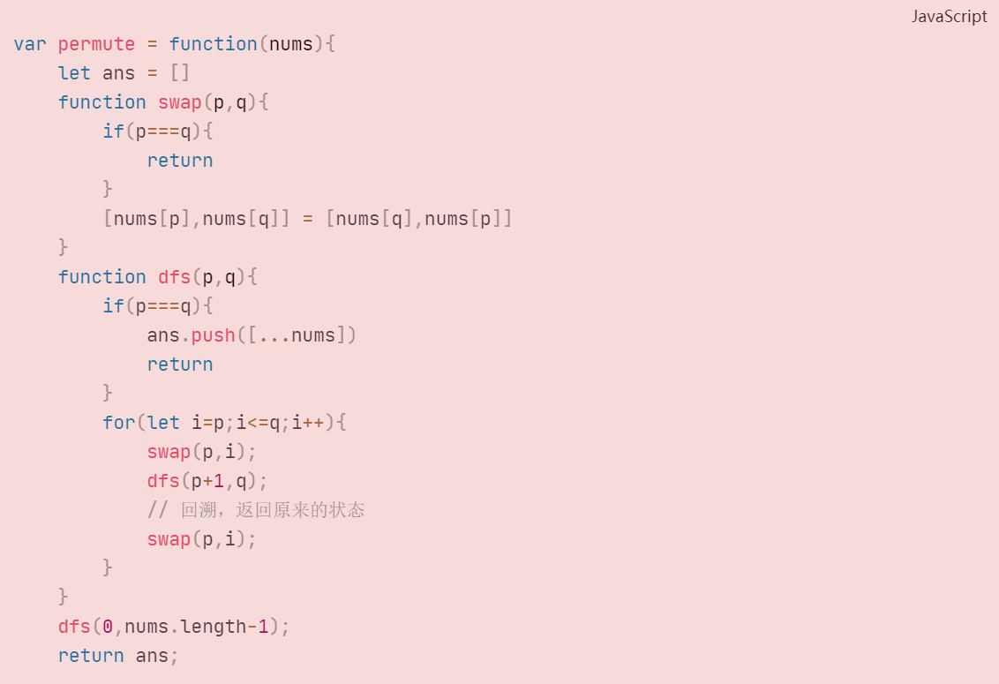 JavaScript
var permute = function(nums){
    let ans = []
    function swap(p,q){
        if(p===q){
            return
        }
        [nums[p],nums[q]] = [nums[q],nums[p]]
    }
    function dfs(p,q){
        if(p===q){
            ans.push([...nums])
            return
        }
        for(let i=p;i<=q;i++){
            swap(p,i);
            dfs(p+1,q);
            // 回溯，返回原来的状态
            swap(p,i);
        }
    }
    dfs(0,nums.length-1);
    return ans;